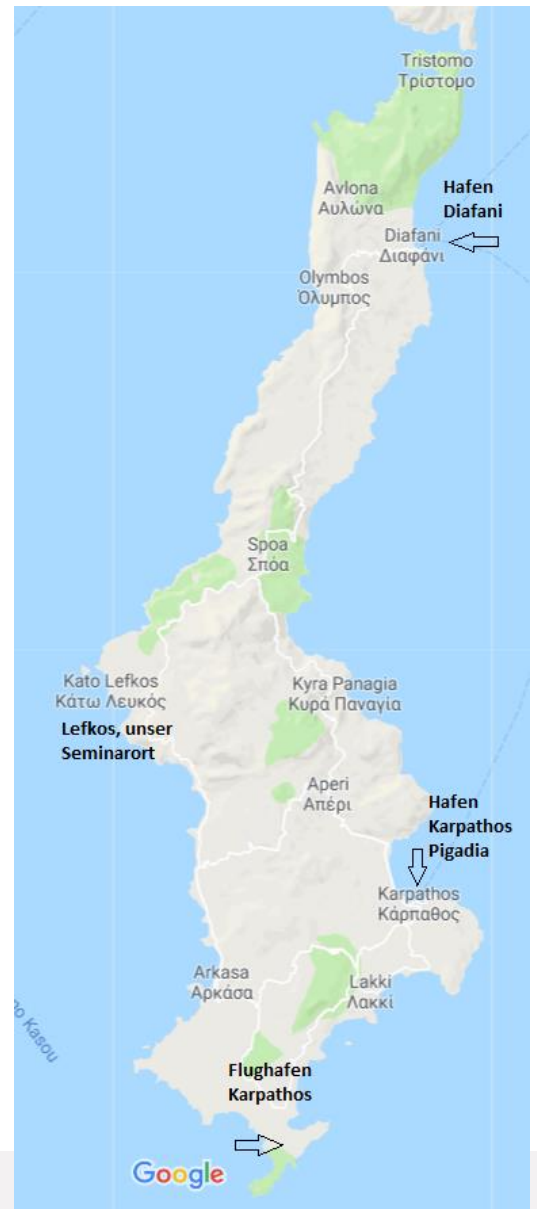 Tristomo
Τρίστομο
Avlona
Αυλώνα
Hafen
Diafani
Diafani
Διαφάνι
Olymbos
Όλυμπος
Spoa
Σπόα
Kato Lefkos
Κάτω Λευκός
Lefkos, unser
Seminarort
Kyra Panagia
Κυρά Παναγία
Aperi
Απέρι
Hafen
Karpathos
Pigadia
Karpathos
Κάρπαθος
Arkasa
Αρκάσα
Lakki
Λακκί
Kasou
Flughafen
Karpathos
Google